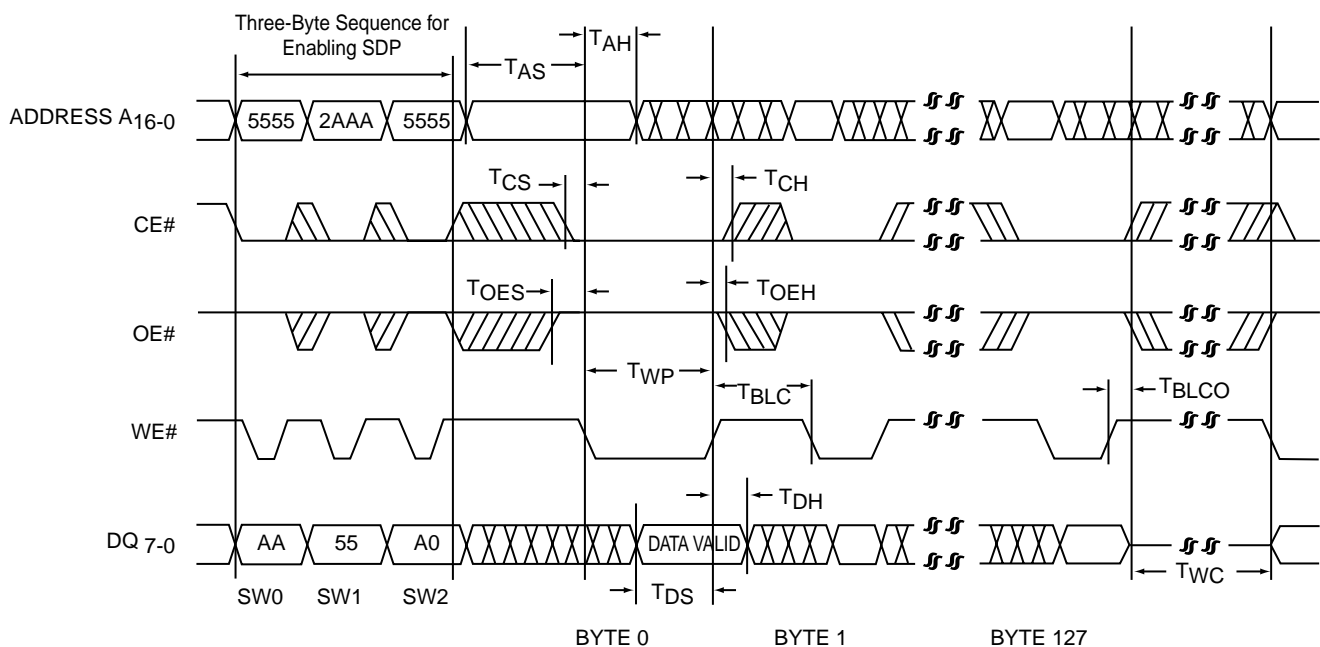 Three-Byte Sequence for
Enabling SDP
TAH
TAS
ADDRESS A16-0
5555 2AAA 5555
TCS
TCH
CE#
TOES
TOEH
OE#
TWP
TBLC
TBLCO
WE#
TDH
DQ 7-0
AA 55 A0 DATA VALID
TWC
SW0 SW1 SW2
TDS
BYTE 0 BYTE 1 BYTE 127